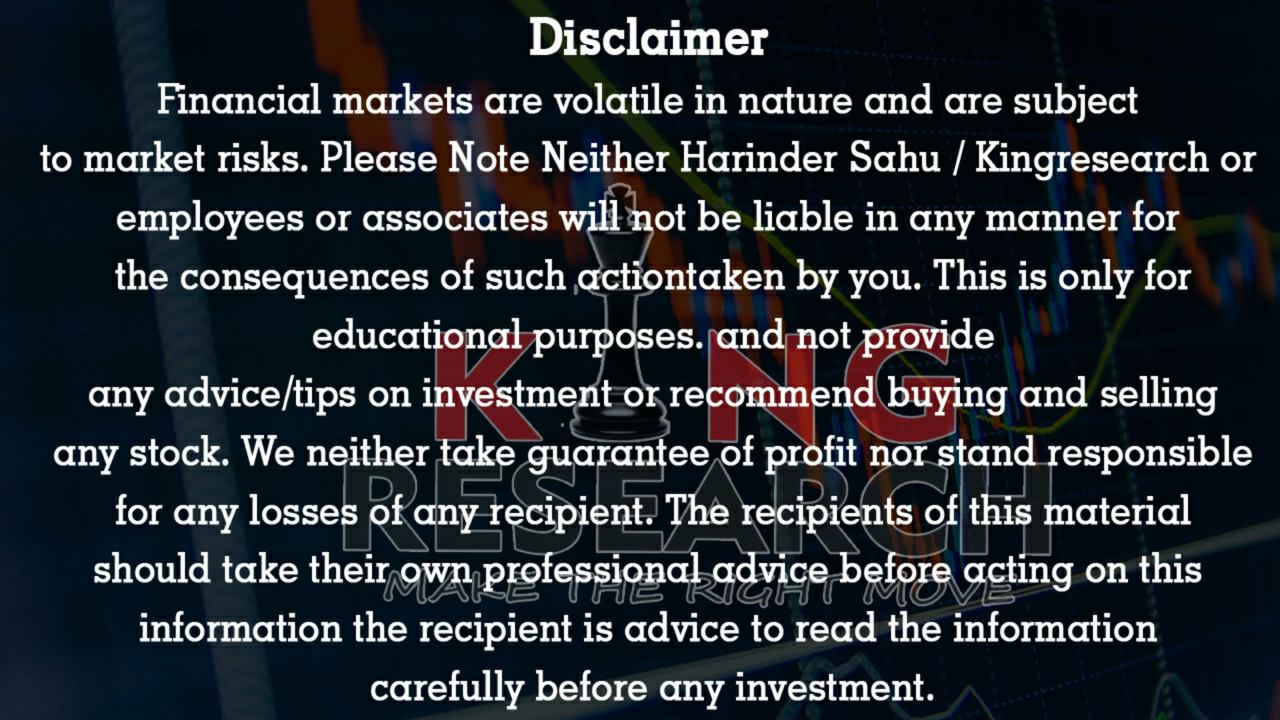 Disclaimer
Financial markets are volatile in nature and are subject
to market risks. Please Note Neither Harinder Sahu / Kingresearch or
employees or associates will not be liable in any manner for
the consequences of such actiontaken by you. This is only for
educational purposes. and not provide
any advice/tips on investment or recommend buying and selling
any stock. We neither take guarantee of profit nor stand responsible
for any losses of any recipient. The recipients of this material
should take their own professional advice before acting on this
information the recipient is advice to read the information
carefully before any investment.
K NG
RESEARCH
MAKE THE RIGHT MOVE